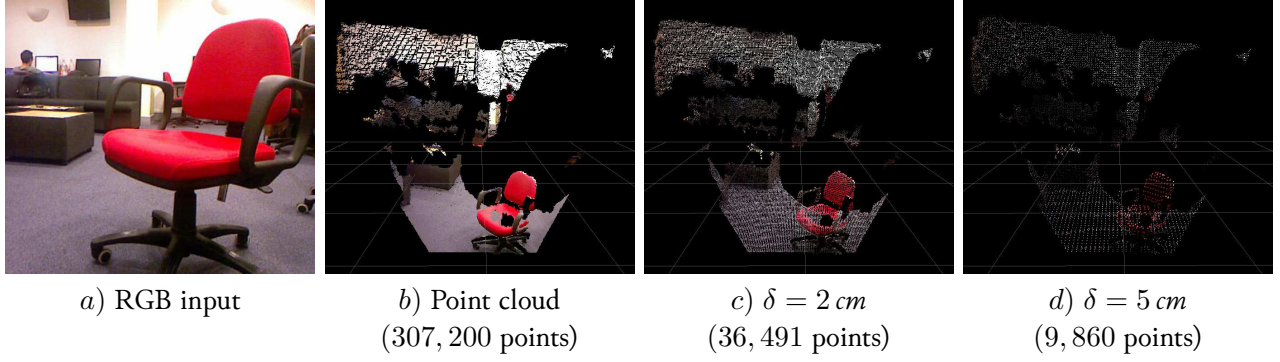 a) RGB input
b) Point cloud
(307, 200 points)
c) δ = 2 cm
(36, 491 points)
d) δ = 5 cm
(9, 860 points)